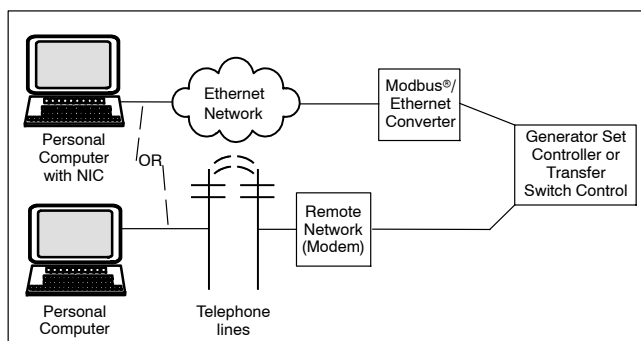 Ethernet
Network
Modbus®/
Ethernet
Converter
Personal
Computer
with NIC
OR
Generator Set
Controller or
Transfer
Switch Control
Remote
Network
(Modem)
Personal
Computer
Telephone
lines